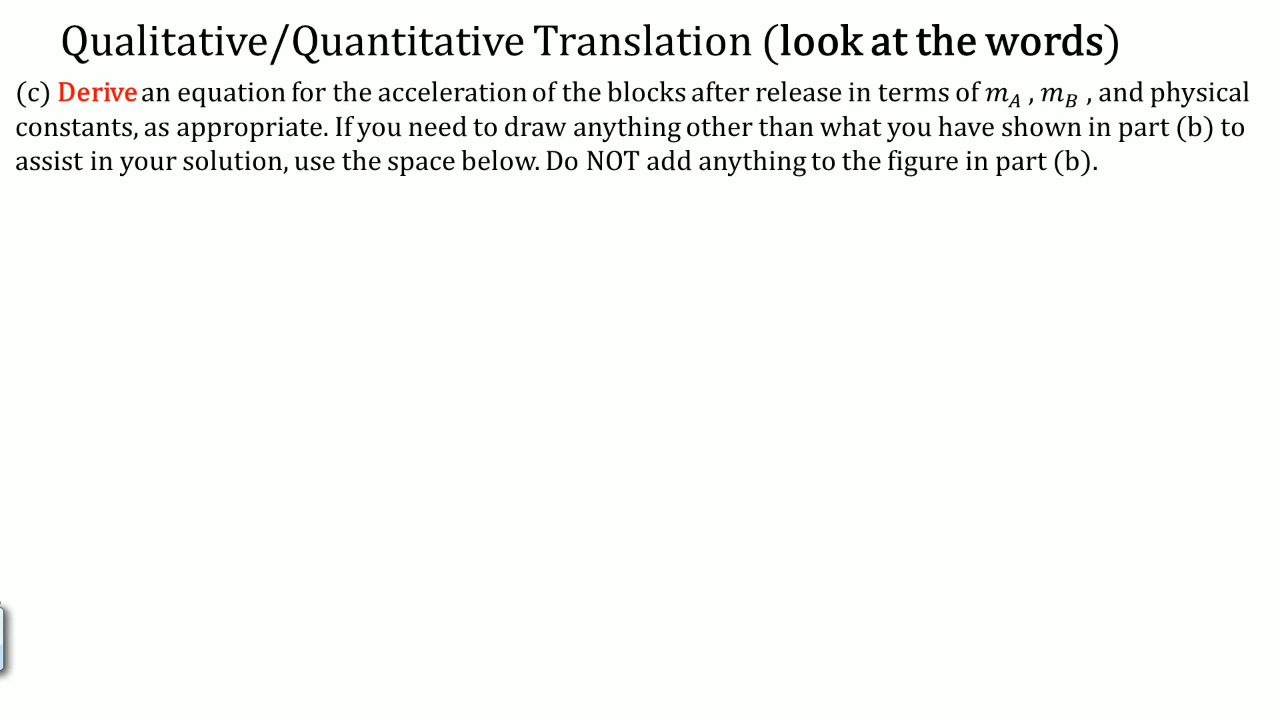 Qualitative/Quantitative Translation (look at the words)
(c) Derive an equation for the acceleration of the blocks after release in terms of m_A , m_B , and physical
constants, as appropriate. If you need to draw anything other than what you have shown in part (b) to
assist in your solution, use the space below. Do NOT add anything to the figure in part (b).